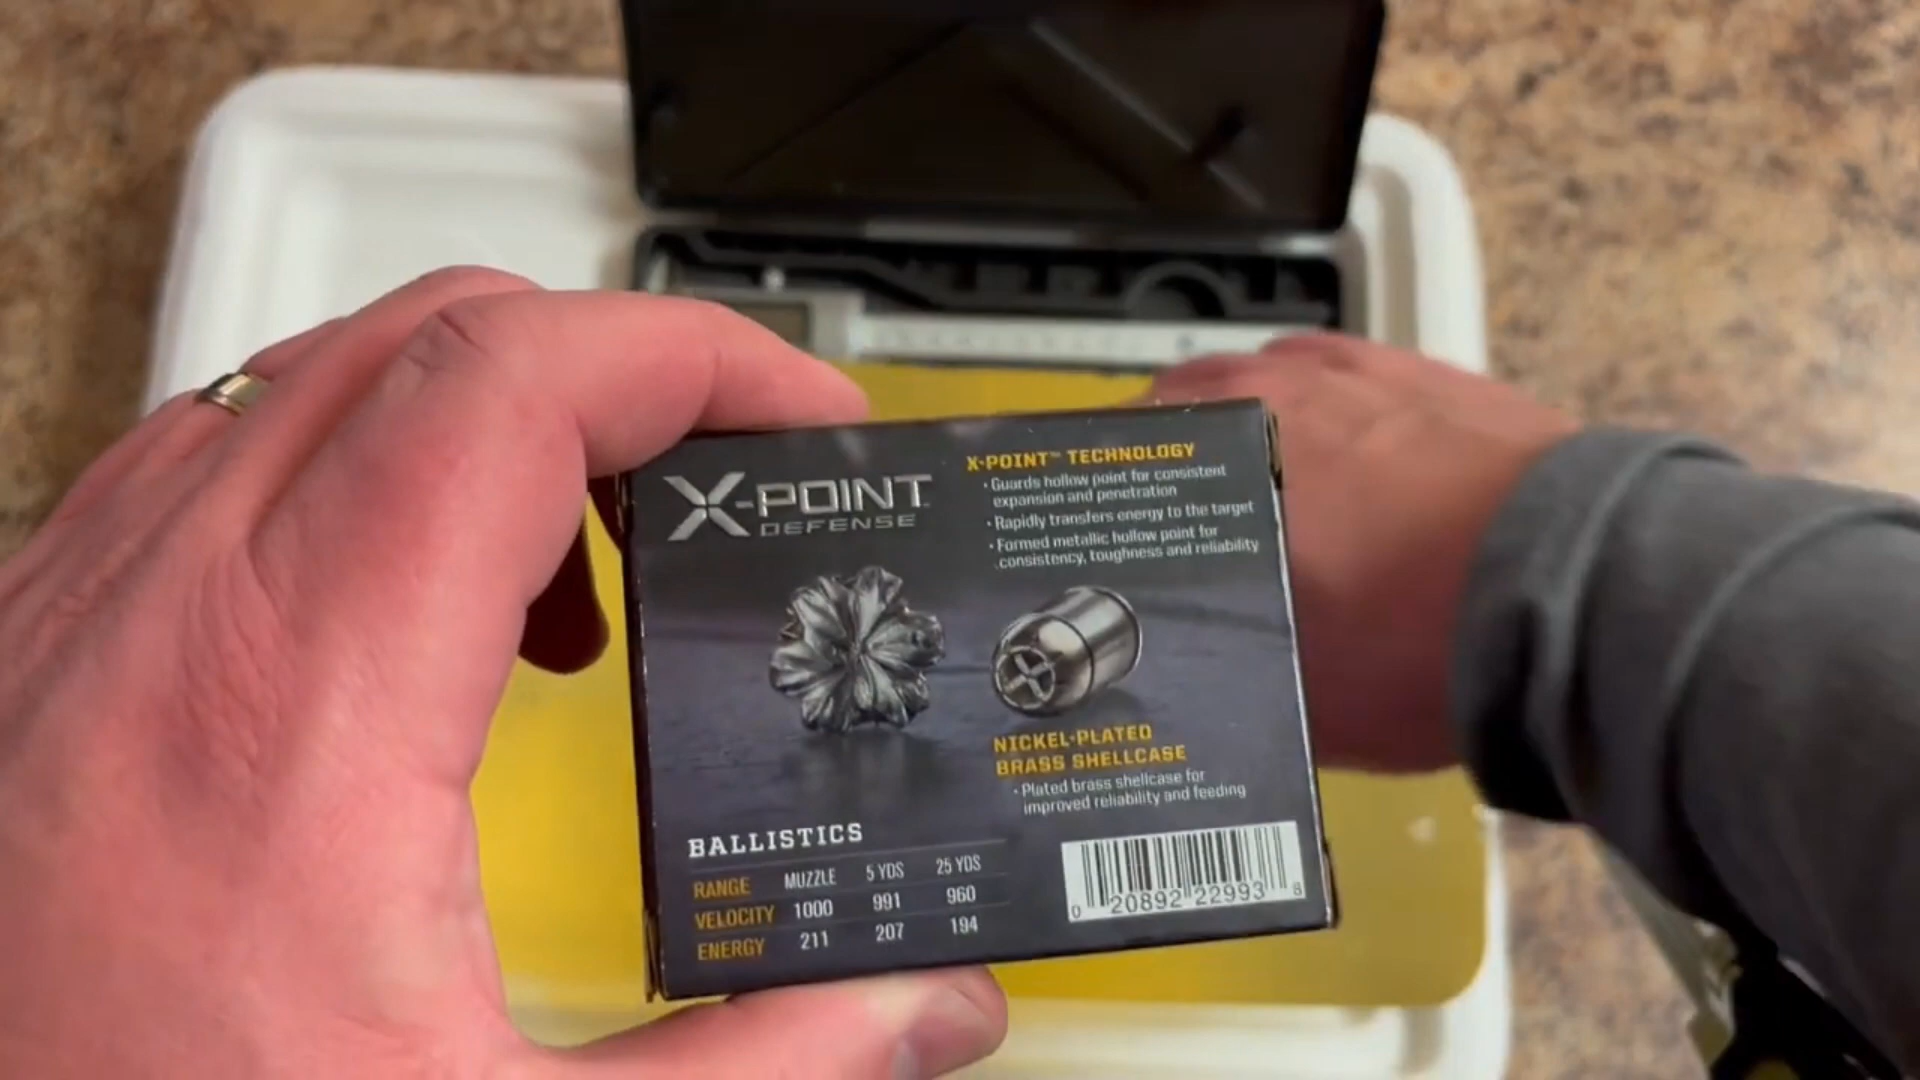 X-POINT™
DEFENSE
X-POINT™ TECHNOLOGY
• Guards hollow point for consistent
expansion and penetration
• Rapidly transfers energy to the target
• Formed metallic hollow point for
consistency, toughness and reliability
NICKEL-PLATED
BRASS SHELLCASE
• Plated brass shellcase for
improved reliability and feeding
BALLISTICS
RANGE MUZZLE 5 YDS 25 YDS
VELOCITY 1000 991 960
ENERGY 211 207 194
0 20892 22993 8